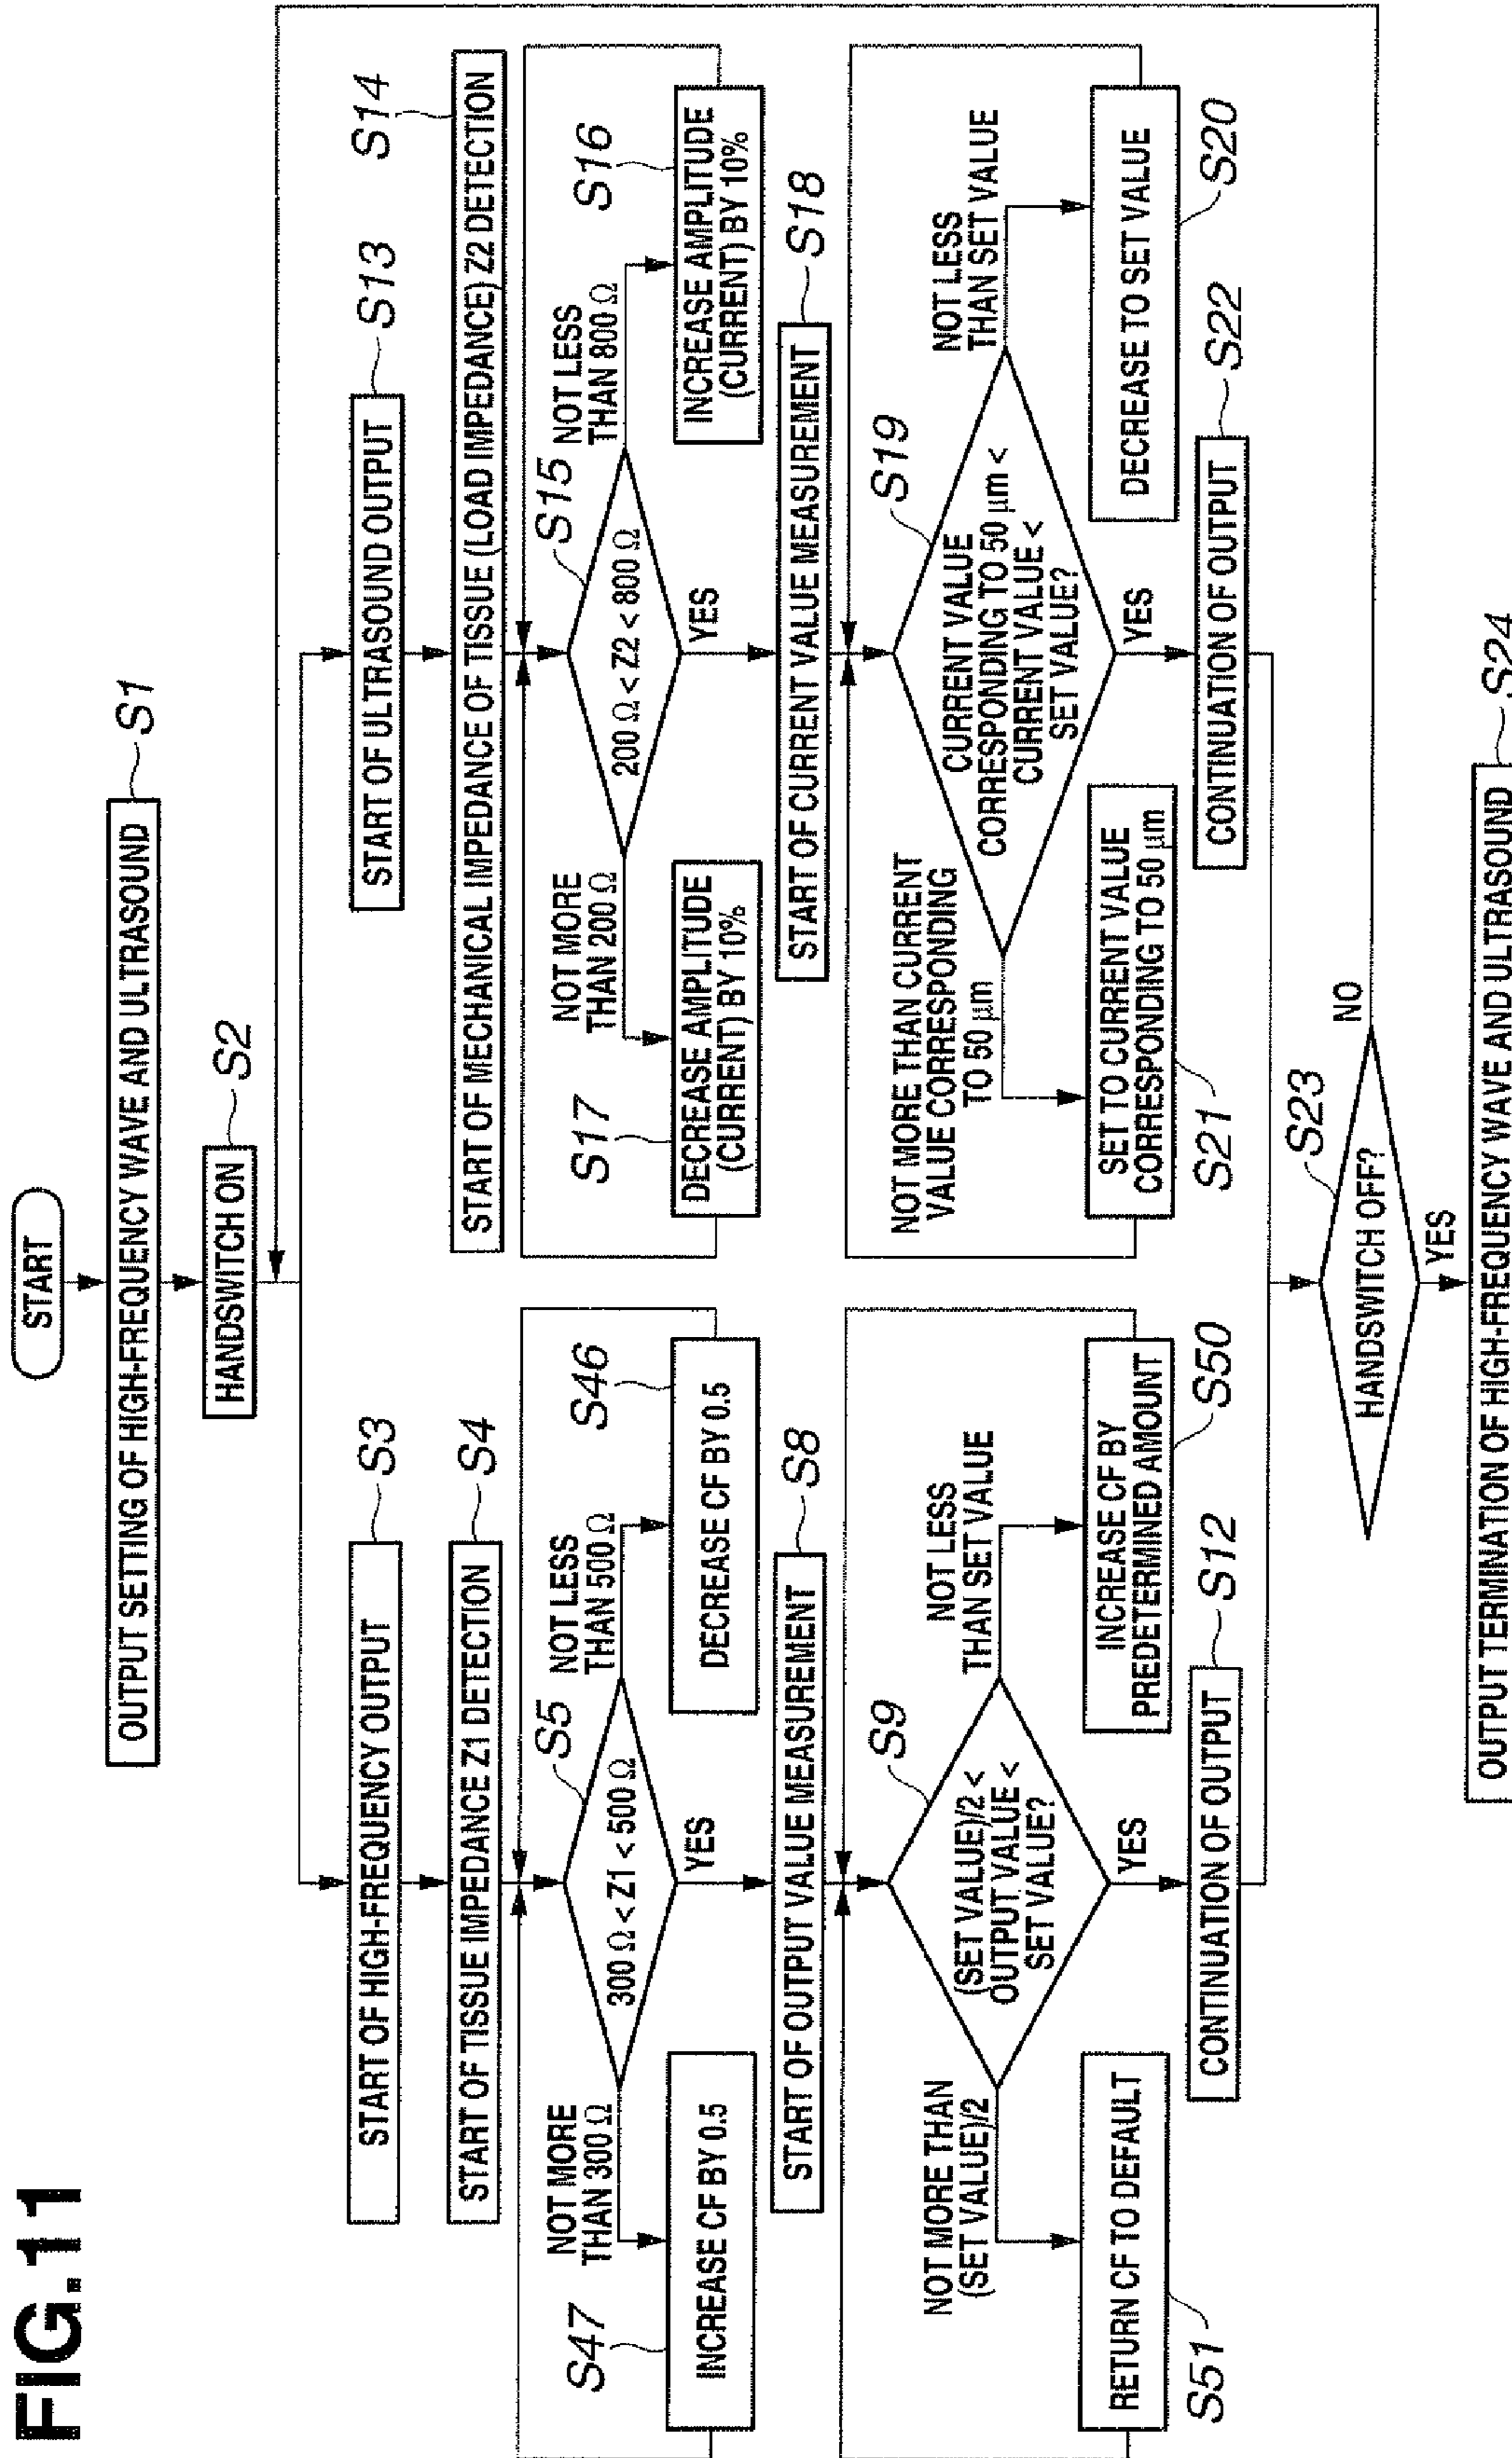 FIG.11
START
OUTPUT SETTING OF HIGH-FREQUENCY WAVE AND ULTRASOUND
S1
HANDSWITCH ON
S2
START OF HIGH-FREQUENCY OUTPUT
S3
START OF TISSUE IMPEDANCE Z1 DETECTION
S4
300 Ω < Z1 < 500 Ω
S5
NOT MORE
THAN 300 Ω
NOT LESS
THAN 500 Ω
YES
S47
INCREASE CF BY 0.5
S46
DECREASE CF BY 0.5
START OF OUTPUT VALUE MEASUREMENT
S8
(SET VALUE)/2 <
OUTPUT VALUE <
SET VALUE?
S9
NOT MORE THAN
(SET VALUE)/2
NOT LESS
THAN SET VALUE
YES
RETURN CF TO DEFAULT
S51
INCREASE CF BY
PREDETERMINED AMOUNT
S50
CONTINUATION OF OUTPUT
S12
START OF ULTRASOUND OUTPUT
S13
START OF MECHANICAL IMPEDANCE OF TISSUE (LOAD IMPEDANCE) Z2 DETECTION
S14
200 Ω < Z2 < 800 Ω
S15
NOT MORE
THAN 200 Ω
NOT LESS
THAN 800 Ω
YES
S17
DECREASE AMPLITUDE
(CURRENT) BY 10%
S16
INCREASE AMPLITUDE
(CURRENT) BY 10%
START OF CURRENT VALUE MEASUREMENT
S18
CURRENT VALUE
CORRESPONDING TO 50 μm <
CURRENT VALUE <
SET VALUE?
S19
NOT MORE THAN CURRENT
VALUE CORRESPONDING
TO 50 μm
NOT LESS
THAN SET VALUE
YES
SET TO CURRENT VALUE
CORRESPONDING TO 50 μm
S21
DECREASE TO SET VALUE
S20
CONTINUATION OF OUTPUT
S22
HANDSWITCH OFF?
S23
NO
YES
OUTPUT TERMINATION OF HIGH-FREQUENCY WAVE AND ULTRASOUND
S24